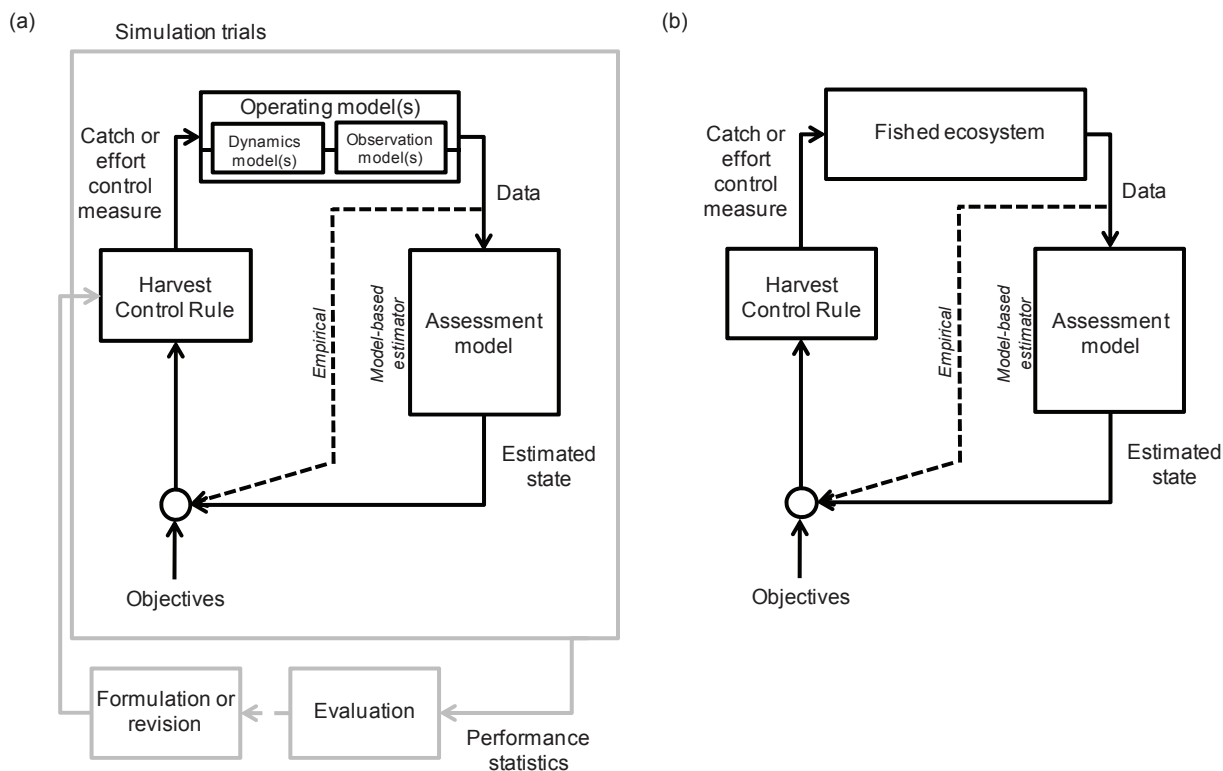 (a)
Simulation trials
Operating model(s)
Dynamics
model(s)
Observation
model(s)
Catch or
effort
control
measure
Data
Harvest
Control Rule
Empirical
Model-based
estimator
Assessment
model
Estimated
state
Objectives
Formulation or
revision
Evaluation
Performance
statistics
(b)
Fished ecosystem
Catch or
effort
control
measure
Data
Harvest
Control Rule
Empirical
Model-based
estimator
Assessment
model
Estimated
state
Objectives